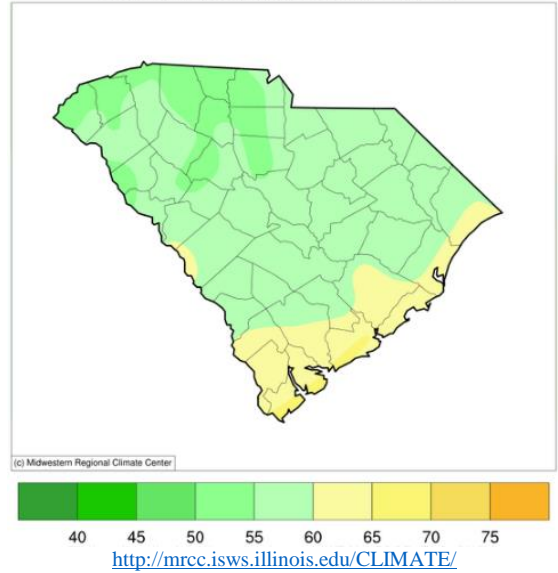 (c) Midwestern Regional Climate Center
40 45 50 55 60 65 70 75
http://mrcc.isws.illinois.edu/CLIMATE/